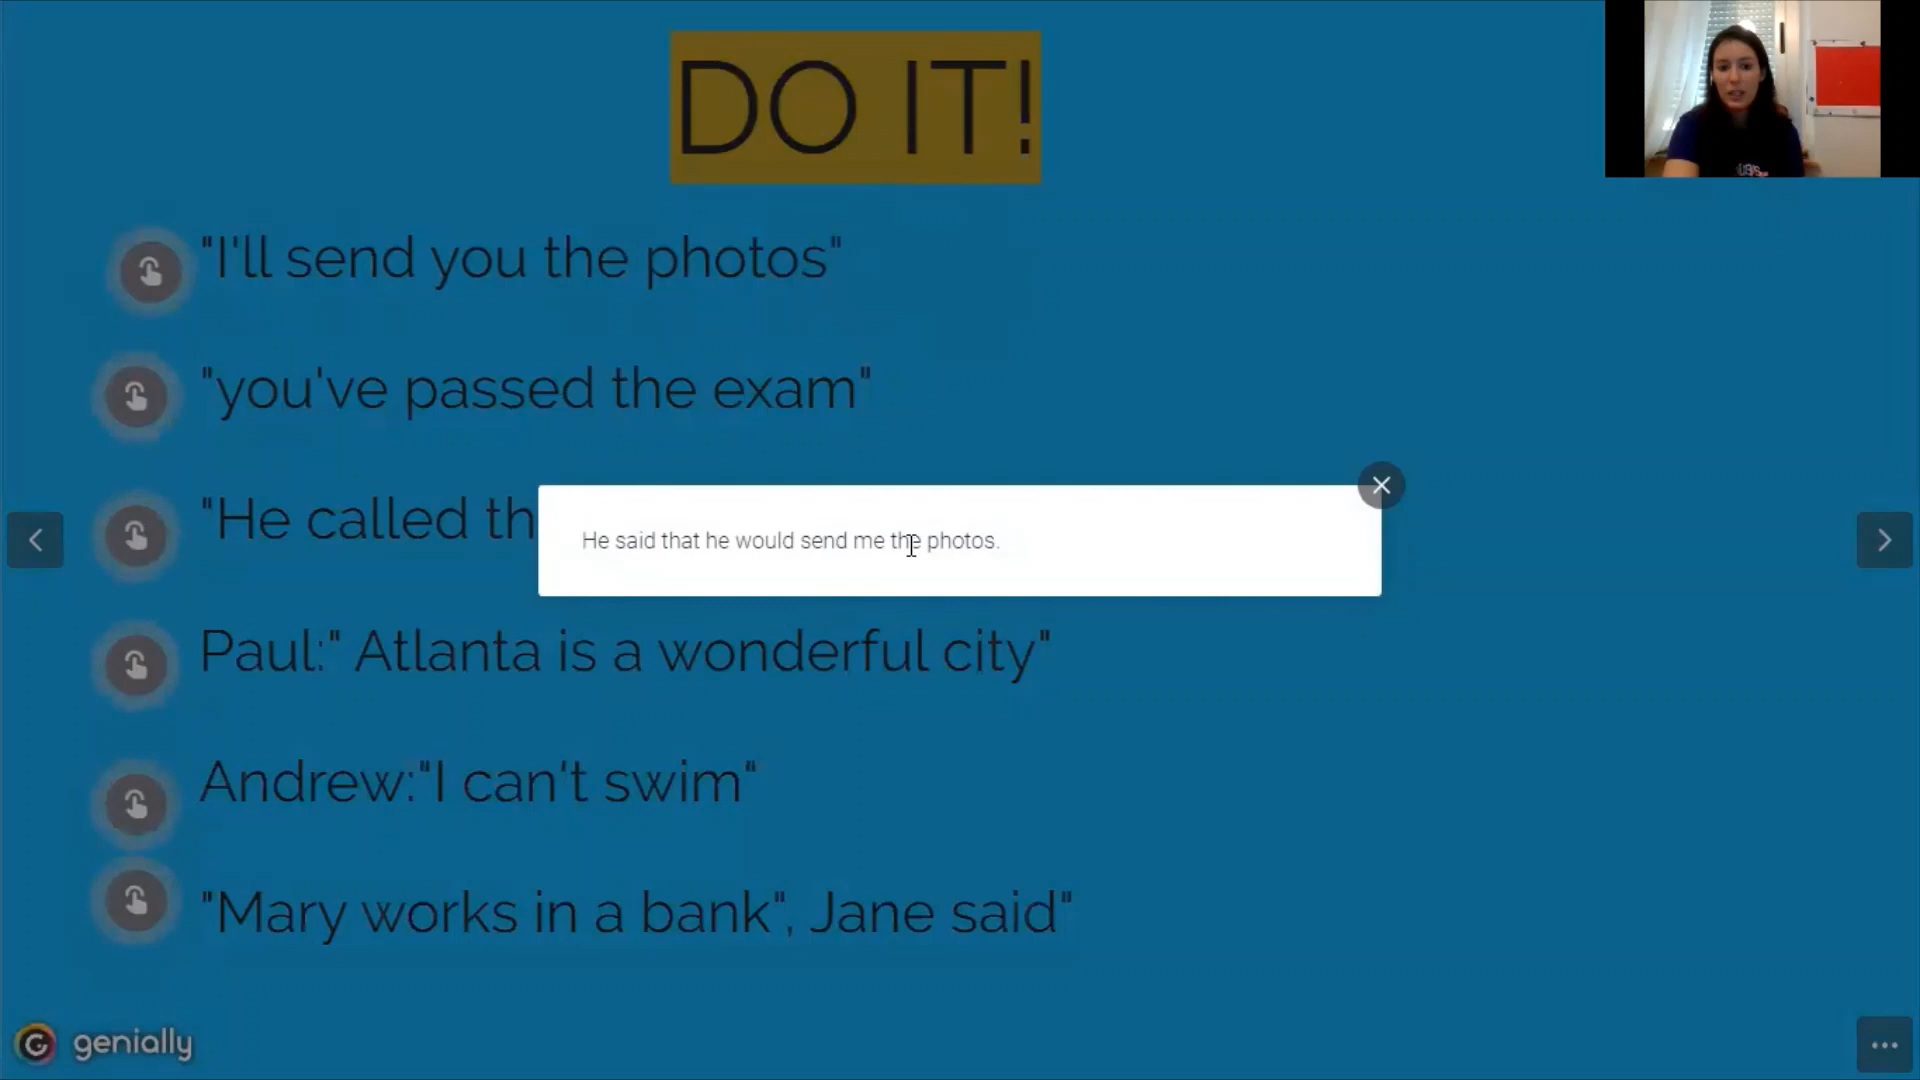 DO IT!
"I'll send you the photos"
"you've passed the exam"
"He called th
He said that he would send me the photos.
Paul:" Atlanta is a wonderful city"
Andrew:"I can't swim"
"Mary works in a bank", Jane said"
genially